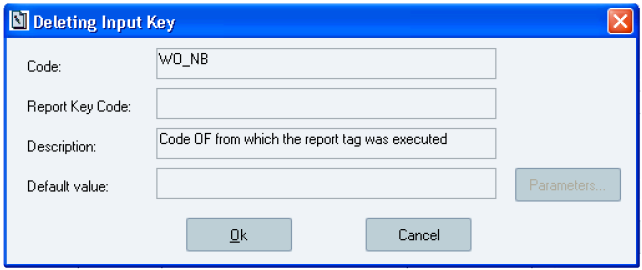 Deleting Input Key
Code:
WO_NB
Report Key Code:
Description:
Code OF from which the report tag was executed
Default value:
Parameters...
Ok
Cancel